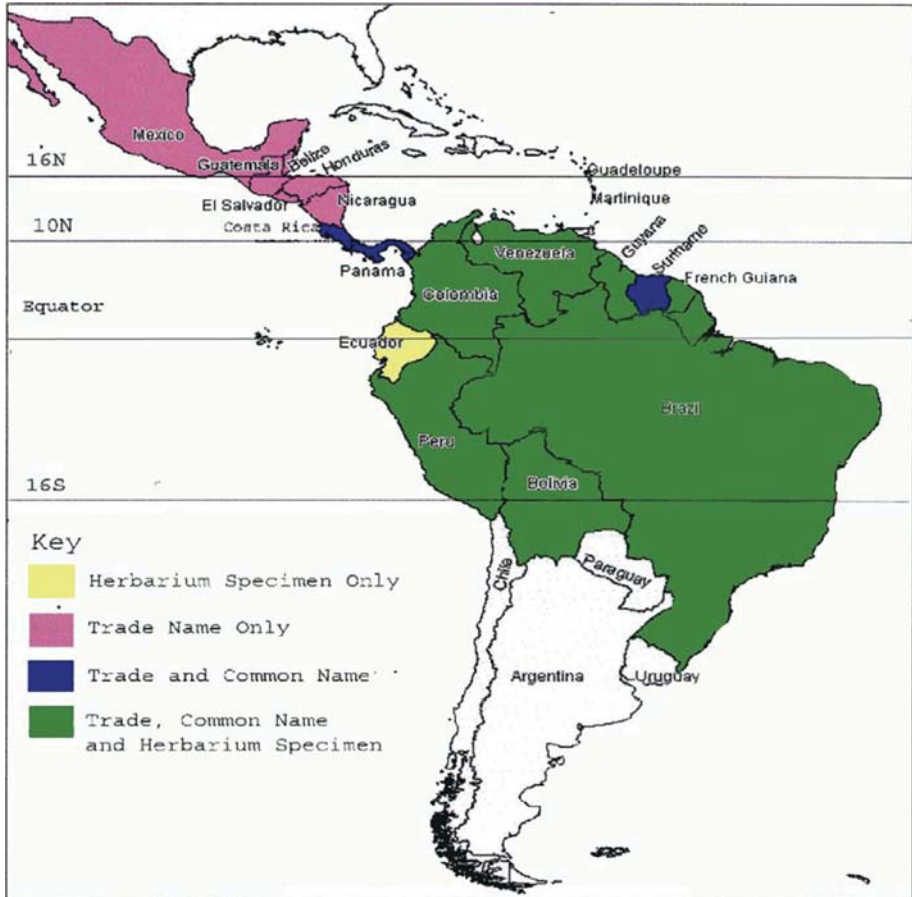 Mexico
16N
Guatemala
Belize
Honduras
Guadeloupe
El Salvador
Nicaragua
Martinique
10N
Costa Rica
Panama
Venezuela
Guyana
Suriname
French Guiana
Colombia
Equator
Ecuador
Brazil
Peru
16S
Bolivia
Key
Herbarium Specimen Only
Trade Name Only
Trade and Common Name
Trade, Common Name
and Herbarium Specimen
Chile
Paraguay
Argentina
Uruguay